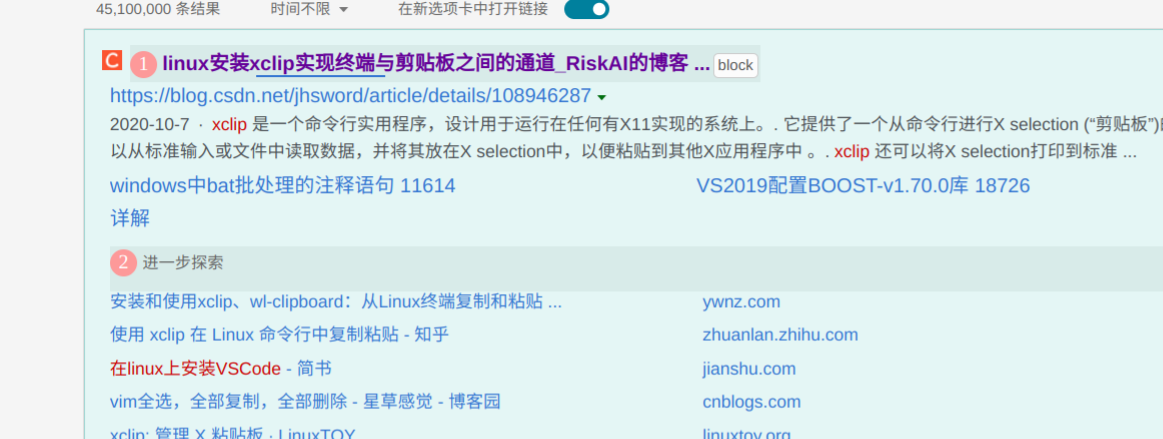 45,100,000 条结果 时间不限 在新选项卡中打开链接
C 1 linux安装xclip实现终端与剪贴板之间的通道_RiskAI的博客 ... block
https://blog.csdn.net/jhsword/article/details/108946287
2020-10-7 · xclip 是一个命令行实用程序，设计用于运行在任何有X11实现的系统上。. 它提供了一个从命令行进行X selection (“剪贴板”)
以从标准输入或文件中读取数据，并将其放在X selection中，以便粘贴到其他X应用程序中 。. xclip 还可以将X selection打印到标准 ...
windows中bat批处理的注释语句 11614 VS2019配置BOOST-v1.70.0库 18726
详解
2 进一步探索
安装和使用xclip、wl-clipboard：从Linux终端复制和粘贴 ... ywnz.com
使用 xclip 在 Linux 命令行中复制粘贴 - 知乎 zhuanlan.zhihu.com
在linux上安装VSCode - 简书 jianshu.com
vim全选，全部复制，全部删除 - 星草感觉 - 博客园 cnblogs.com
xclip: 管理 X 粘贴板 · LinuxTOY linuxtoy.org